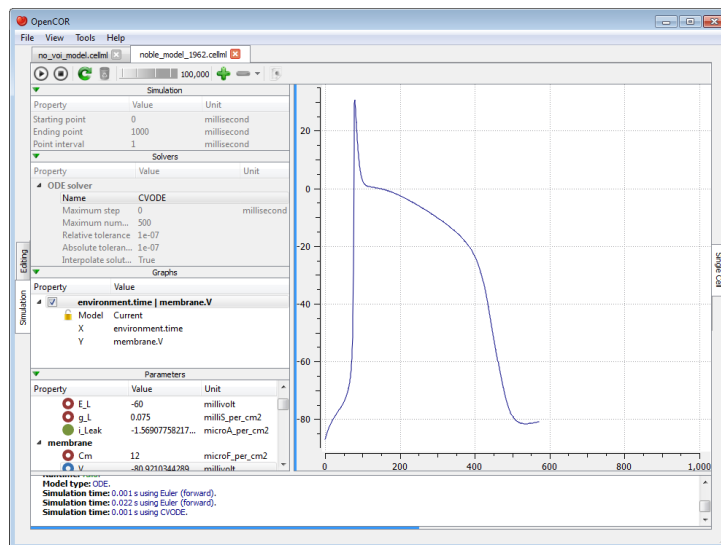 OpenCOR
File View Tools Help
no_voi_model.cellml noble_model_1962.cellml
100,000
Simulation
Property Value Unit
Starting point 0 millisecond
Ending point 1000 millisecond
Point interval 1 millisecond
Solvers
Property Value Unit
ODE solver
Name CVODE
Maximum step 0 millisecond
Maximum num... 500
Relative tolerance 1e-07
Absolute toleran... 1e-07
Interpolate solut... True
Graphs
Property Value
environment.time | membrane.V
Model Current
X environment.time
Y membrane.V
Parameters
Property Value Unit
E_L -60 millivolt
g_L 0.075 milliS_per_cm2
i_Leak -1.56907758217... microA_per_cm2
membrane
Cm 12 microF_per_cm2
V -80.9210344289 millivolt
Model type: ODE.
Simulation time: 0.001 s using Euler (forward).
Simulation time: 0.022 s using Euler (forward).
Simulation time: 0.001 s using CVODE.
Editing
Simulation
Single Cell
20
0
-20
-40
-60
-80
0 200 400 600 800 1,000